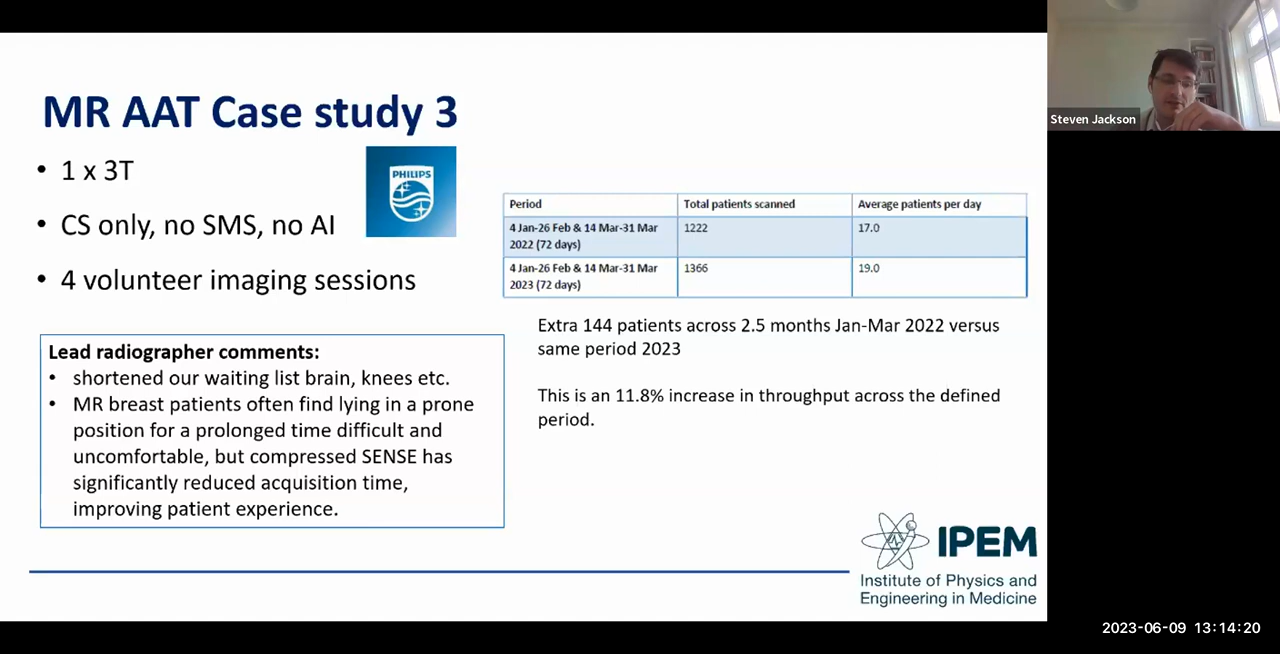 MR AAT Case study 3
• 1 x 3T
• CS only, no SMS, no AI
• 4 volunteer imaging sessions
PHILIPS
Lead radiographer comments:
• shortened our waiting list brain, knees etc.
• MR breast patients often find lying in a prone
position for a prolonged time difficult and
uncomfortable, but compressed SENSE has
significantly reduced acquisition time,
improving patient experience.
Period Total patients scanned Average patients per day
4 Jan-26 Feb & 14 Mar-31 Mar 1222 17.0
2022 (72 days)
4 Jan-26 Feb & 14 Mar-31 Mar 1366 19.0
2023 (72 days)
Extra 144 patients across 2.5 months Jan-Mar 2022 versus
same period 2023
This is an 11.8% increase in throughput across the defined
period.
IPEM
Institute of Physics and
Engineering in Medicine
Steven Jackson
2023-06-09 13:14:20